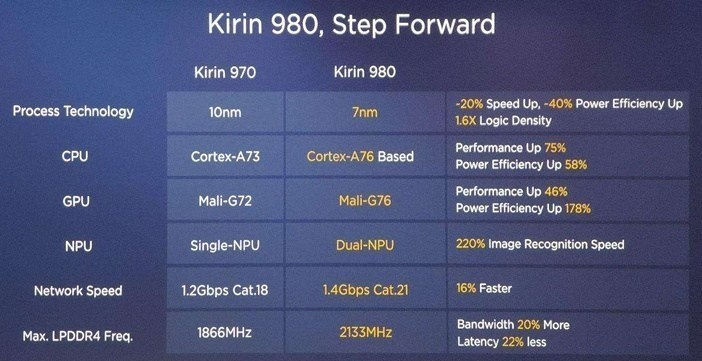 Kirin 980, Step Forward
Kirin 970 Kirin 980
Process Technology 10nm 7nm -20% Speed Up, -40% Power Efficiency Up
1.6X Logic Density
CPU Cortex-A73 Cortex-A76 Based Performance Up 75%
Power Efficiency Up 58%
GPU Mali-G72 Mali-G76 Performance Up 46%
Power Efficiency Up 178%
NPU Single-NPU Dual-NPU 220% Image Recognition Speed
Network Speed 1.2Gbps Cat.18 1.4Gbps Cat.21 16% Faster
Max. LPDDR4 Freq. 1866MHz 2133MHz Bandwidth 20% More
Latency 22% less